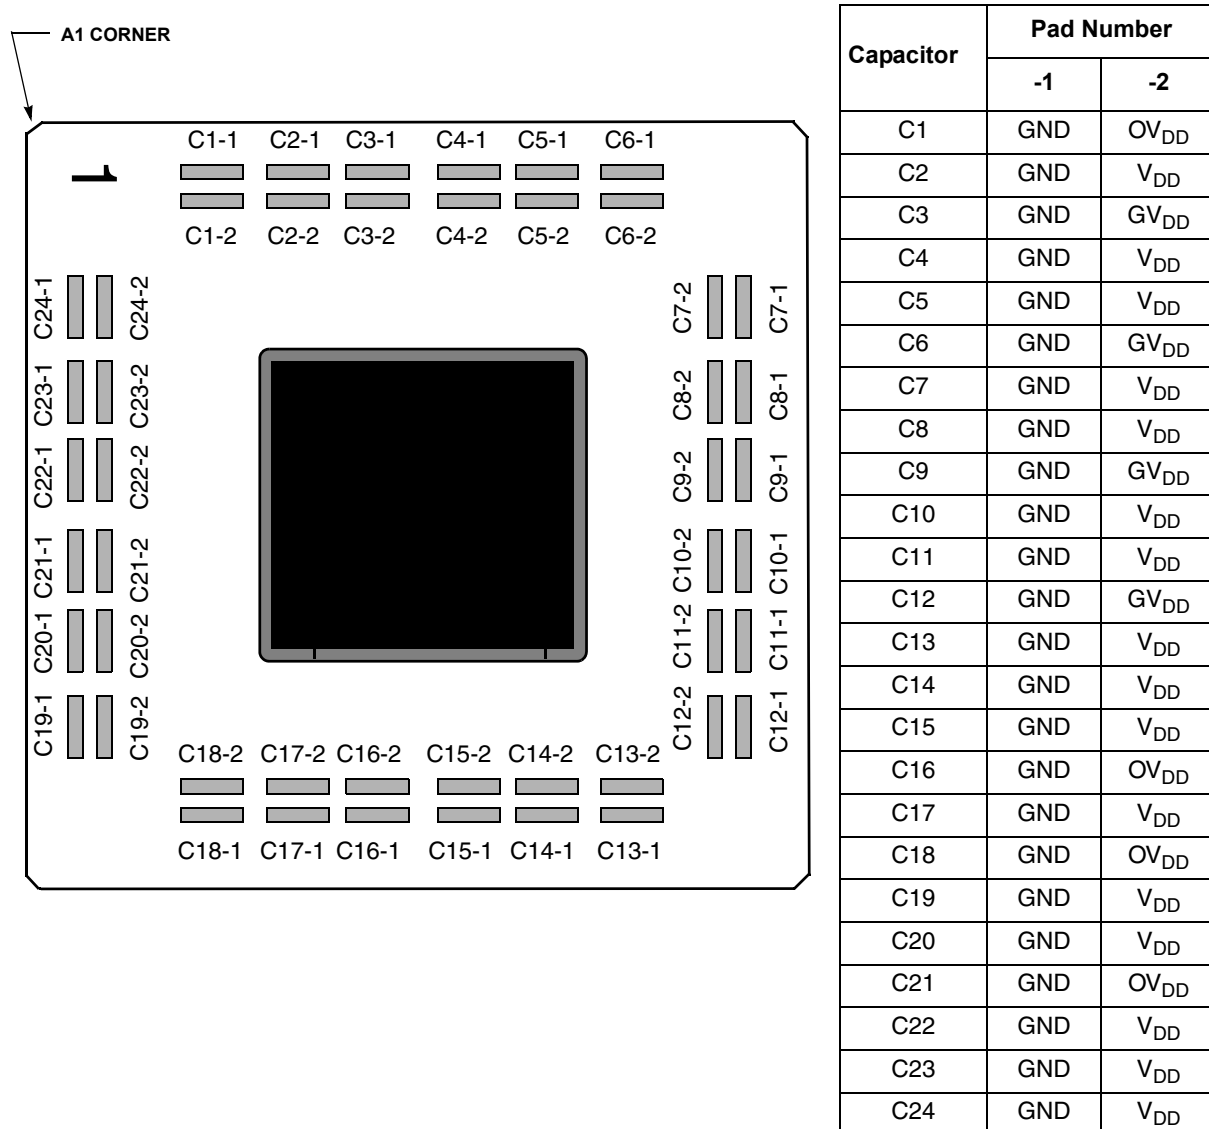 A1 CORNER
1
C1-1 C2-1 C3-1 C4-1 C5-1 C6-1
C1-2 C2-2 C3-2 C4-2 C5-2 C6-2
C24-1 C24-2 C7-2 C7-1
C23-1 C23-2 C8-2 C8-1
C22-1 C22-2 C9-2 C9-1
C21-1 C21-2 C10-2 C10-1
C20-1 C20-2 C11-2 C11-1
C19-1 C19-2 C12-2 C12-1
C18-2 C17-2 C16-2 C15-2 C14-2 C13-2
C18-1 C17-1 C16-1 C15-1 C14-1 C13-1
Capacitor Pad Number
-1 -2
C1 GND OVDD
C2 GND VDD
C3 GND GVDD
C4 GND VDD
C5 GND VDD
C6 GND GVDD
C7 GND VDD
C8 GND VDD
C9 GND GVDD
C10 GND VDD
C11 GND VDD
C12 GND GVDD
C13 GND VDD
C14 GND VDD
C15 GND VDD
C16 GND OVDD
C17 GND VDD
C18 GND OVDD
C19 GND VDD
C20 GND VDD
C21 GND OVDD
C22 GND VDD
C23 GND VDD
C24 GND VDD